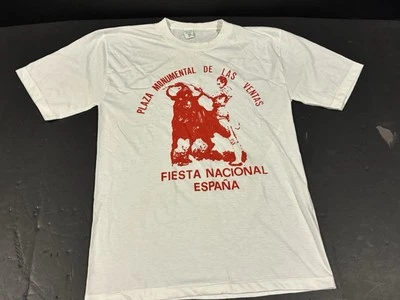 PLAZA MONUMENTAL DE LAS VENTAS
FIESTA NACIONAL
ESPAÑA